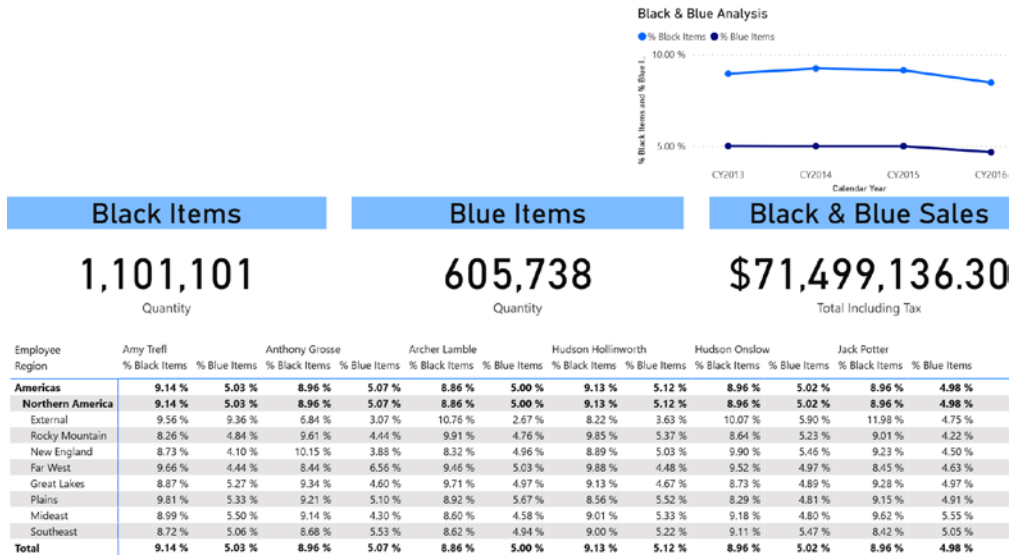 Black & Blue Analysis
% Black Items % Blue Items
10.00 %
% Black Items and % Blue I...
5.00 %
CY2013 CY2014 CY2015 CY2016
Calendar Year
Black Items Blue Items Black & Blue Sales
1,101,101 605,738 $71,499,136.30
Quantity Quantity Total Including Tax
Employee Amy Trefl Anthony Grosse Archer Lamble Hudson Hollinworth Hudson Onslow Jack Potter
Region % Black Items % Blue Items % Black Items % Blue Items % Black Items % Blue Items % Black Items % Blue Items % Black Items % Blue Items % Black Items % Blue Items
Americas 9.14 % 5.03 % 8.96 % 5.07 % 8.86 % 5.00 % 9.13 % 5.12 % 8.96 % 5.02 % 8.96 % 4.98 %
Northern America 9.14 % 5.03 % 8.96 % 5.07 % 8.86 % 5.00 % 9.13 % 5.12 % 8.96 % 5.02 % 8.96 % 4.98 %
External 9.56 % 9.36 % 6.84 % 3.07 % 10.76 % 2.67 % 8.22 % 3.63 % 10.07 % 5.90 % 11.98 % 4.75 %
Rocky Mountain 8.26 % 4.84 % 9.61 % 4.44 % 9.91 % 4.76 % 9.85 % 5.37 % 8.64 % 5.23 % 9.01 % 4.22 %
New England 8.73 % 4.10 % 10.15 % 3.88 % 8.32 % 4.96 % 8.89 % 5.03 % 9.90 % 5.46 % 9.23 % 4.50 %
Far West 9.66 % 4.44 % 8.44 % 6.56 % 9.46 % 5.03 % 9.88 % 4.48 % 9.52 % 4.97 % 8.45 % 4.63 %
Great Lakes 8.87 % 5.27 % 9.34 % 4.60 % 9.71 % 4.97 % 9.13 % 4.67 % 8.73 % 4.89 % 9.28 % 4.97 %
Plains 9.81 % 5.33 % 9.21 % 5.10 % 8.92 % 5.67 % 8.56 % 5.52 % 8.29 % 4.81 % 9.15 % 4.91 %
Mideast 8.99 % 5.50 % 9.14 % 4.30 % 8.60 % 4.58 % 9.01 % 5.33 % 9.18 % 4.80 % 9.62 % 5.55 %
Southeast 8.72 % 5.06 % 8.68 % 5.53 % 8.62 % 4.94 % 9.00 % 5.22 % 9.11 % 5.47 % 8.42 % 5.05 %
Total 9.14 % 5.03 % 8.96 % 5.07 % 8.86 % 5.00 % 9.13 % 5.12 % 8.96 % 5.02 % 8.96 % 4.98 %